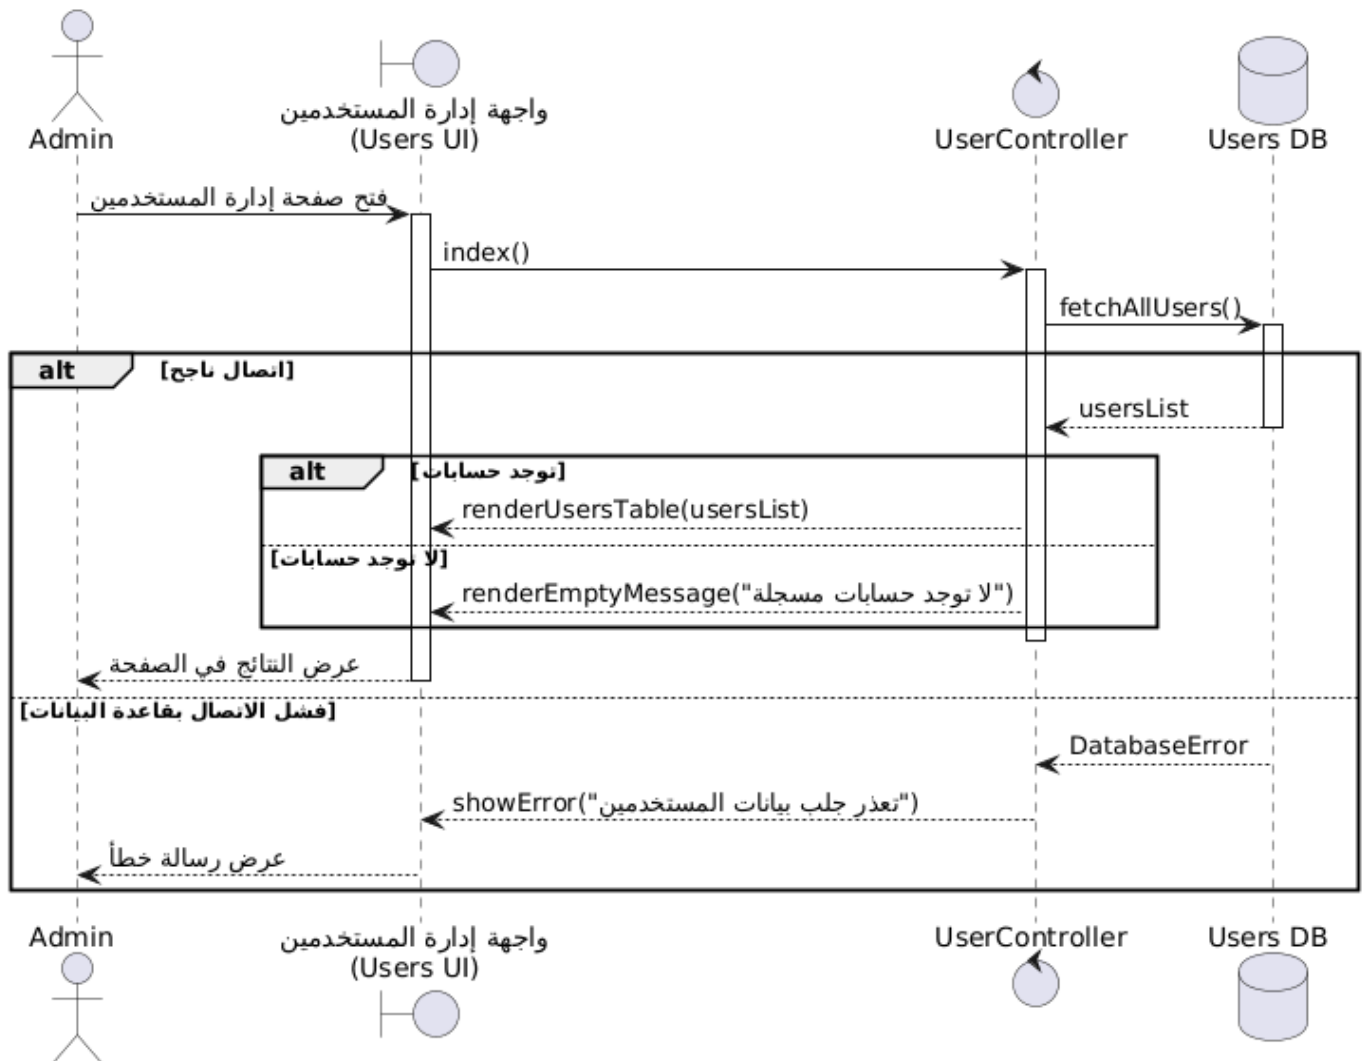 Admin
واجهة إدارة المستخدمين
(Users UI)
UserController
Users DB
فتح صفحة إدارة المستخدمين
index()
fetchAllUsers()
alt [اتصال ناجح]
usersList
alt [توجد حسابات]
renderUsersTable(usersList)
[لا توجد حسابات]
renderEmptyMessage("لا توجد حسابات مسجلة")
عرض النتائج في الصفحة
[فشل الاتصال بقاعدة البيانات]
DatabaseError
showError("تعذر جلب بيانات المستخدمين")
عرض رسالة خطأ
Admin
واجهة إدارة المستخدمين
(Users UI)
UserController
Users DB